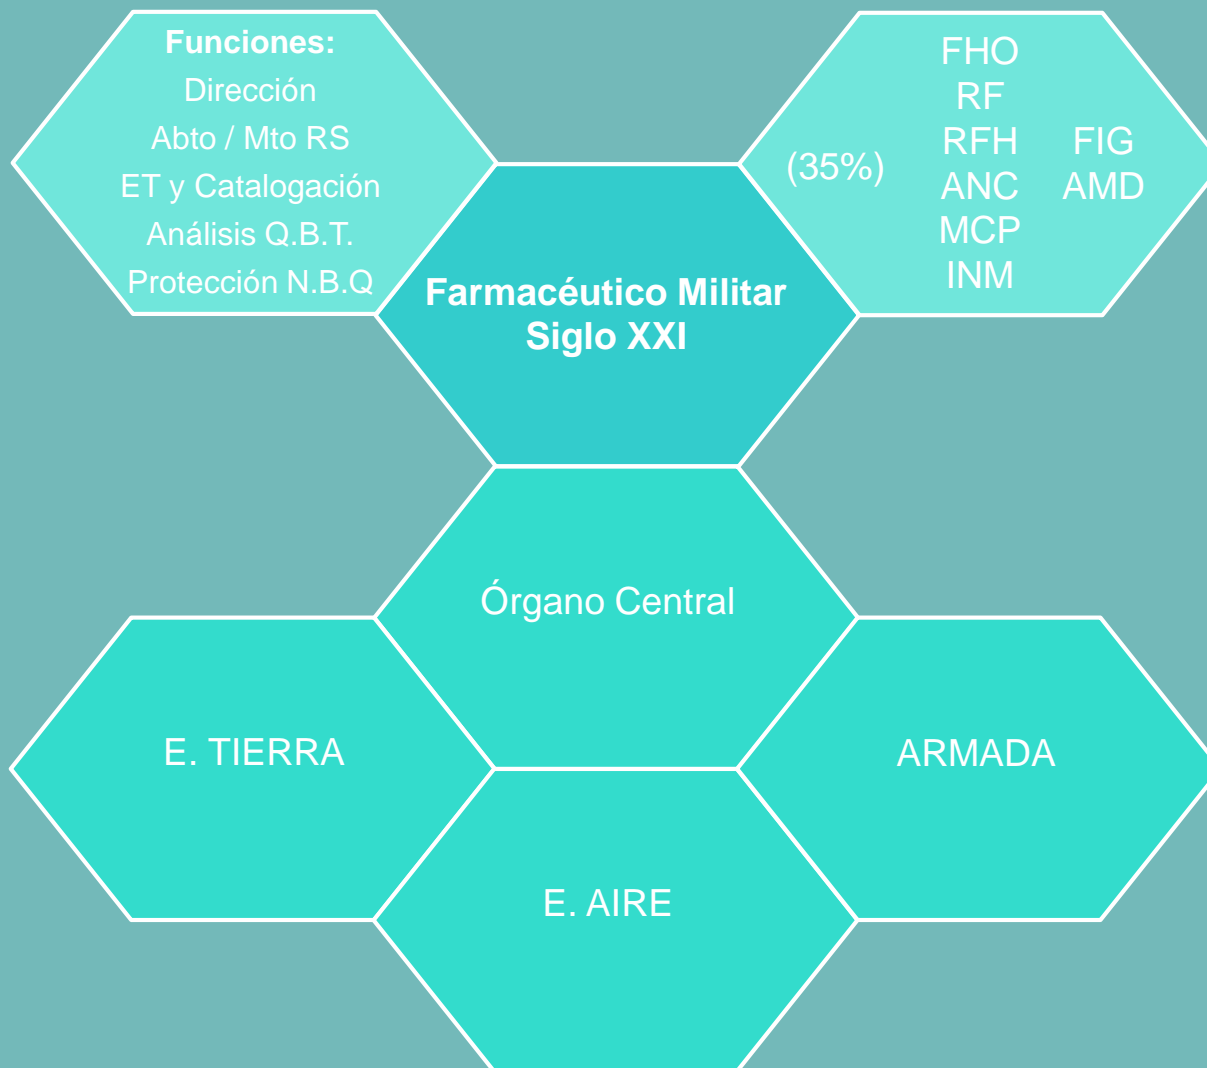 Funciones:
Dirección
Abto / Mto RS
ET y Catalogación
Análisis Q.B.T.
Protección N.B.Q
(35%)
FHO
RF
RFH
ANC
MCP
INM
FIG
AMD
Farmacéutico Militar
Siglo XXI
Órgano Central
E. TIERRA
ARMADA
E. AIRE